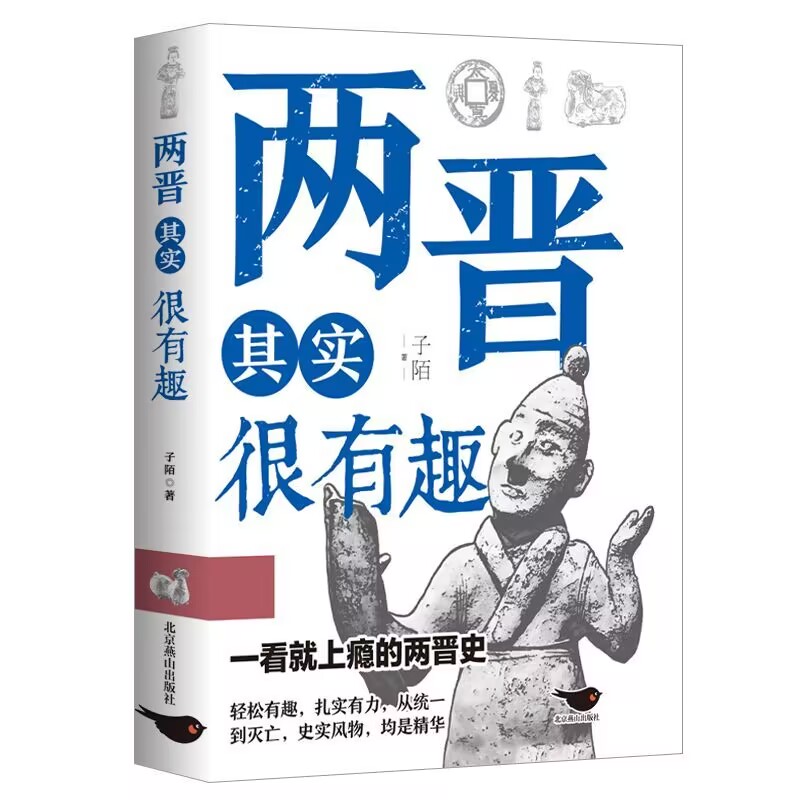 两晋
其实
很有趣
子陌◎著
北京燕山出版社
两晋
其实
子陌
著
很有趣
一看就上瘾的两晋史
轻松有趣，扎实有力，从统一
到灭亡，史实风物，均是精华
北京燕山出版社